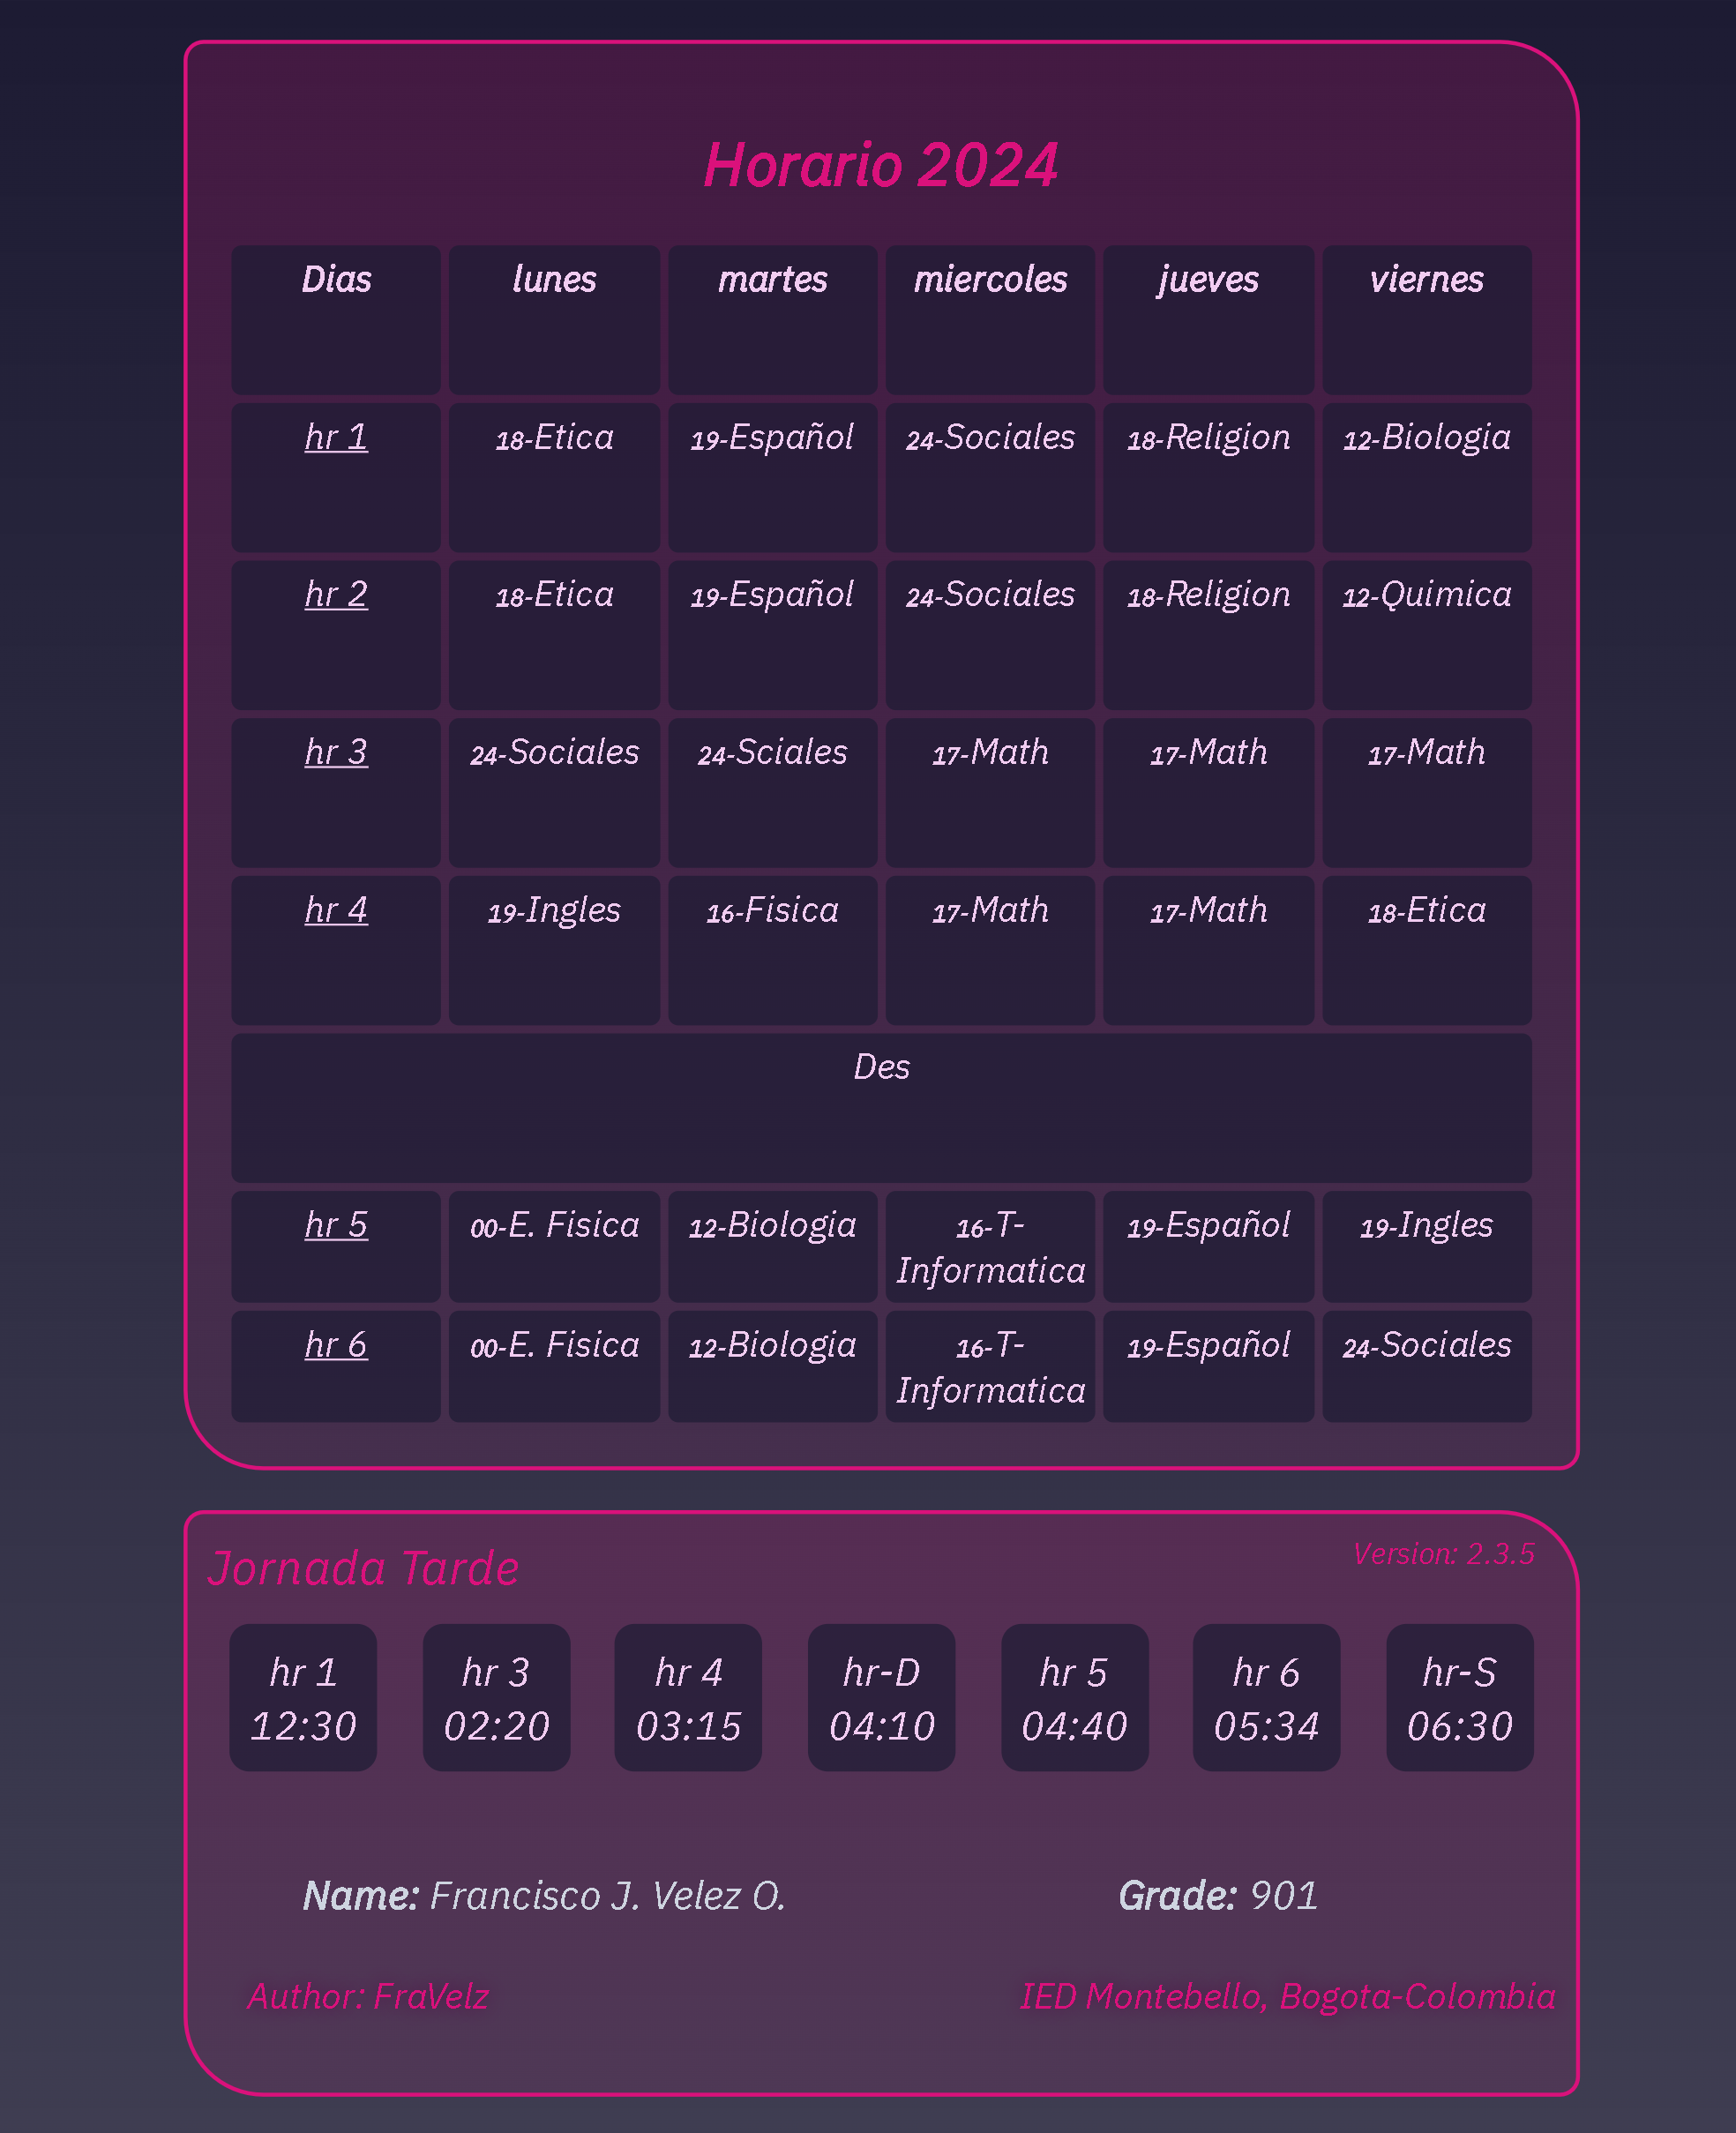 Horario 2024
Dias lunes martes miercoles jueves viernes
hr 1 18-Etica 19-Español 24-Sociales 18-Religion 12-Biologia
hr 2 18-Etica 19-Español 24-Sociales 18-Religion 12-Quimica
hr 3 24-Sociales 24-Sciales 17-Math 17-Math 17-Math
hr 4 19-Ingles 16-Fisica 17-Math 17-Math 18-Etica
Des
hr 5 00-E. Fisica 12-Biologia 16-T- 19-Español 19-Ingles
Informatica
hr 6 00-E. Fisica 12-Biologia 16-T- 19-Español 24-Sociales
Informatica
Jornada Tarde
Version: 2.3.5
hr 1 hr 3 hr 4 hr-D hr 5 hr 6 hr-S
12:30 02:20 03:15 04:10 04:40 05:34 06:30
Name: Francisco J. Velez O. Grade: 901
Author: FraVelz IED Montebello, Bogota-Colombia